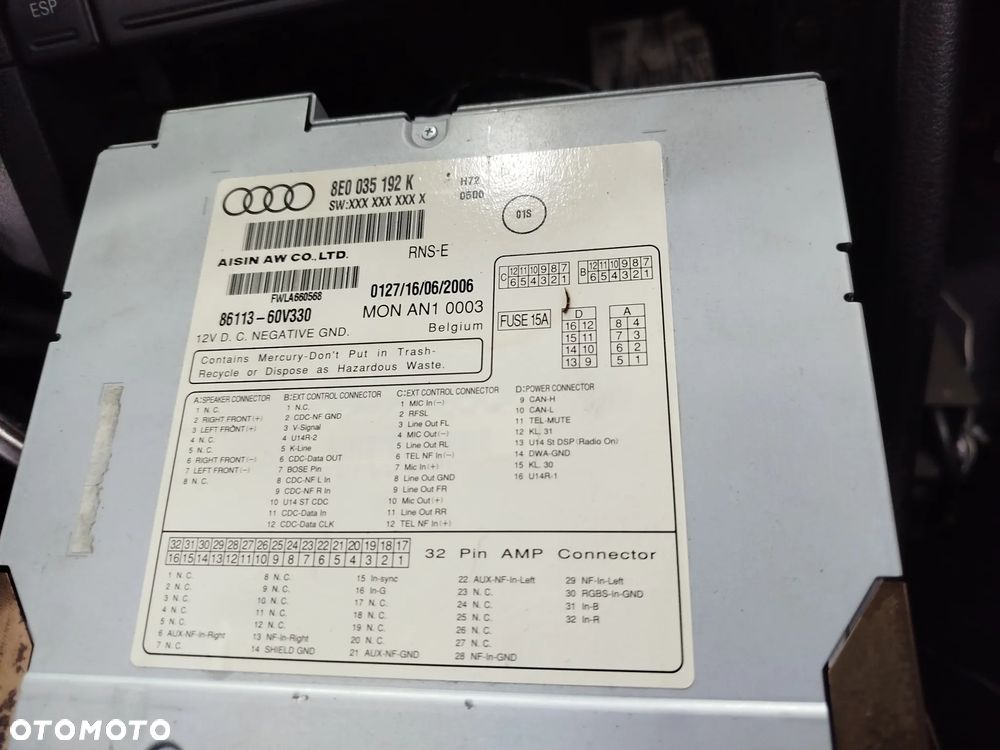 ESP
8E0 035 192 K
SW:XXX XXX XXX X
H72
0500
01S
AISIN AW CO., LTD.
RNS-E
FWLA660568
0127/16/06/2006
86113-60V330
MON AN1 0003
12V D. C. NEGATIVE GND.
Belgium
Contains Mercury-Don't Put in Trash-
Recycle or Dispose as Hazardous Waste.
C 12 11 10 9 8 7
6 5 4 3 2 1
B 12 11 10 9 8 7
6 5 4 3 2 1
FUSE 15A
D
16 12
15 11
14 10
13 9
A
8 4
7 3
6 2
5 1
A:SPEAKER CONNECTOR
1 N. C.
2 RIGHT FRONT(+)
3 LEFT FRONT(+)
4 N. C.
5 N. C.
6 RIGHT FRONT(-)
7 LEFT FRONT(-)
8 N. C.
B:EXT CONTROL CONNECTOR
1 N.C.
2 CDC-NF GND
3 V-Signal
4 U14R-2
5 K-Line
6 CDC-Data OUT
7 BOSE Pin
8 CDC-NF L In
9 CDC-NF R In
10 U14 ST CDC
11 CDC-Data In
12 CDC-Data CLK
C:EXT CONTROL CONNECTOR
1 MIC In(-)
2 RFSL
3 Line Out FL
4 MIC Out(-)
5 Line Out RL
6 TEL NF In(-)
7 Mic In(+)
8 Line Out GND
9 Line Out FR
10 Mic Out(+)
11 Line Out RR
12 TEL NF In(+)
D:POWER CONNECTOR
9 CAN-H
10 CAN-L
11 TEL-MUTE
12 KL. 31
13 U14 St DSP (Radio On)
14 DWA-GND
15 KL. 30
16 U14R-1
32 31 30 29 28 27 26 25 24 23 22 21 20 19 18 17
16 15 14 13 12 11 10 9 8 7 6 5 4 3 2 1
32 Pin AMP Connector
1 N. C.
2 N. C.
3 N. C.
4 N. C.
5 N. C.
6 AUX-NF-In-Right
7 N. C.
8 N. C.
9 N. C.
10 N. C.
11 N. C.
12 N. C.
13 NF-In-Right
14 SHIELD GND
15 In-sync
16 In-G
17 N. C.
18 N. C.
19 N. C.
20 N. C.
21 AUX-NF-GND
22 AUX-NF-In-Left
23 N. C.
24 N. C.
25 N. C.
26 N. C.
27 N. C.
28 NF-In-GND
29 NF-In-Left
30 RGBS-In-GND
31 In-B
32 In-R
OTOMOTO
OTOMOTO